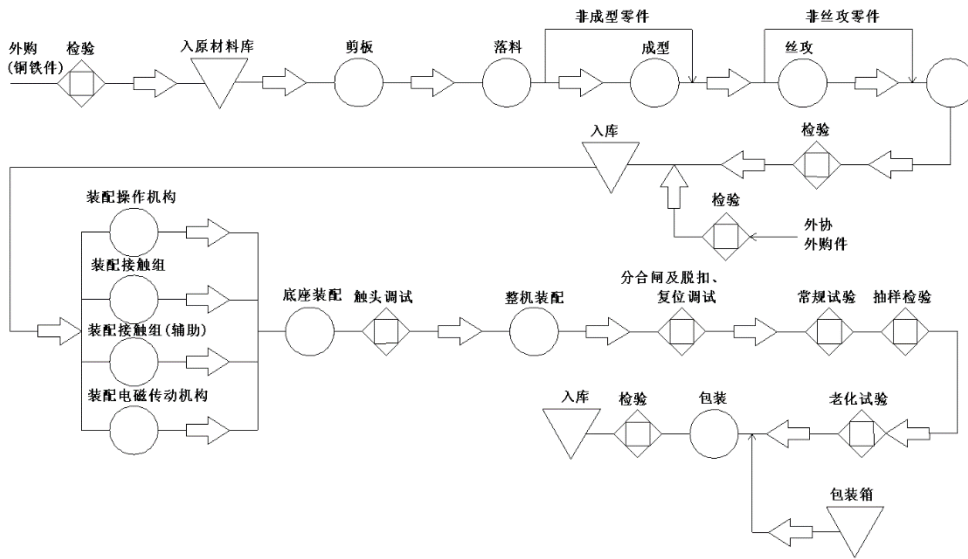 外购
(铜铁件)
检验
入原材料库
剪板
落料
非成型零件
成型
非丝攻零件
丝攻
入库
检验
检验
外协
外购件
装配操作机构
装配接触组
装配接触组(辅助)
装配电磁传动机构
底座装配
触头调试
整机装配
分合闸及脱扣、
复位调试
常规试验
抽样检验
入库
检验
包装
老化试验
包装箱